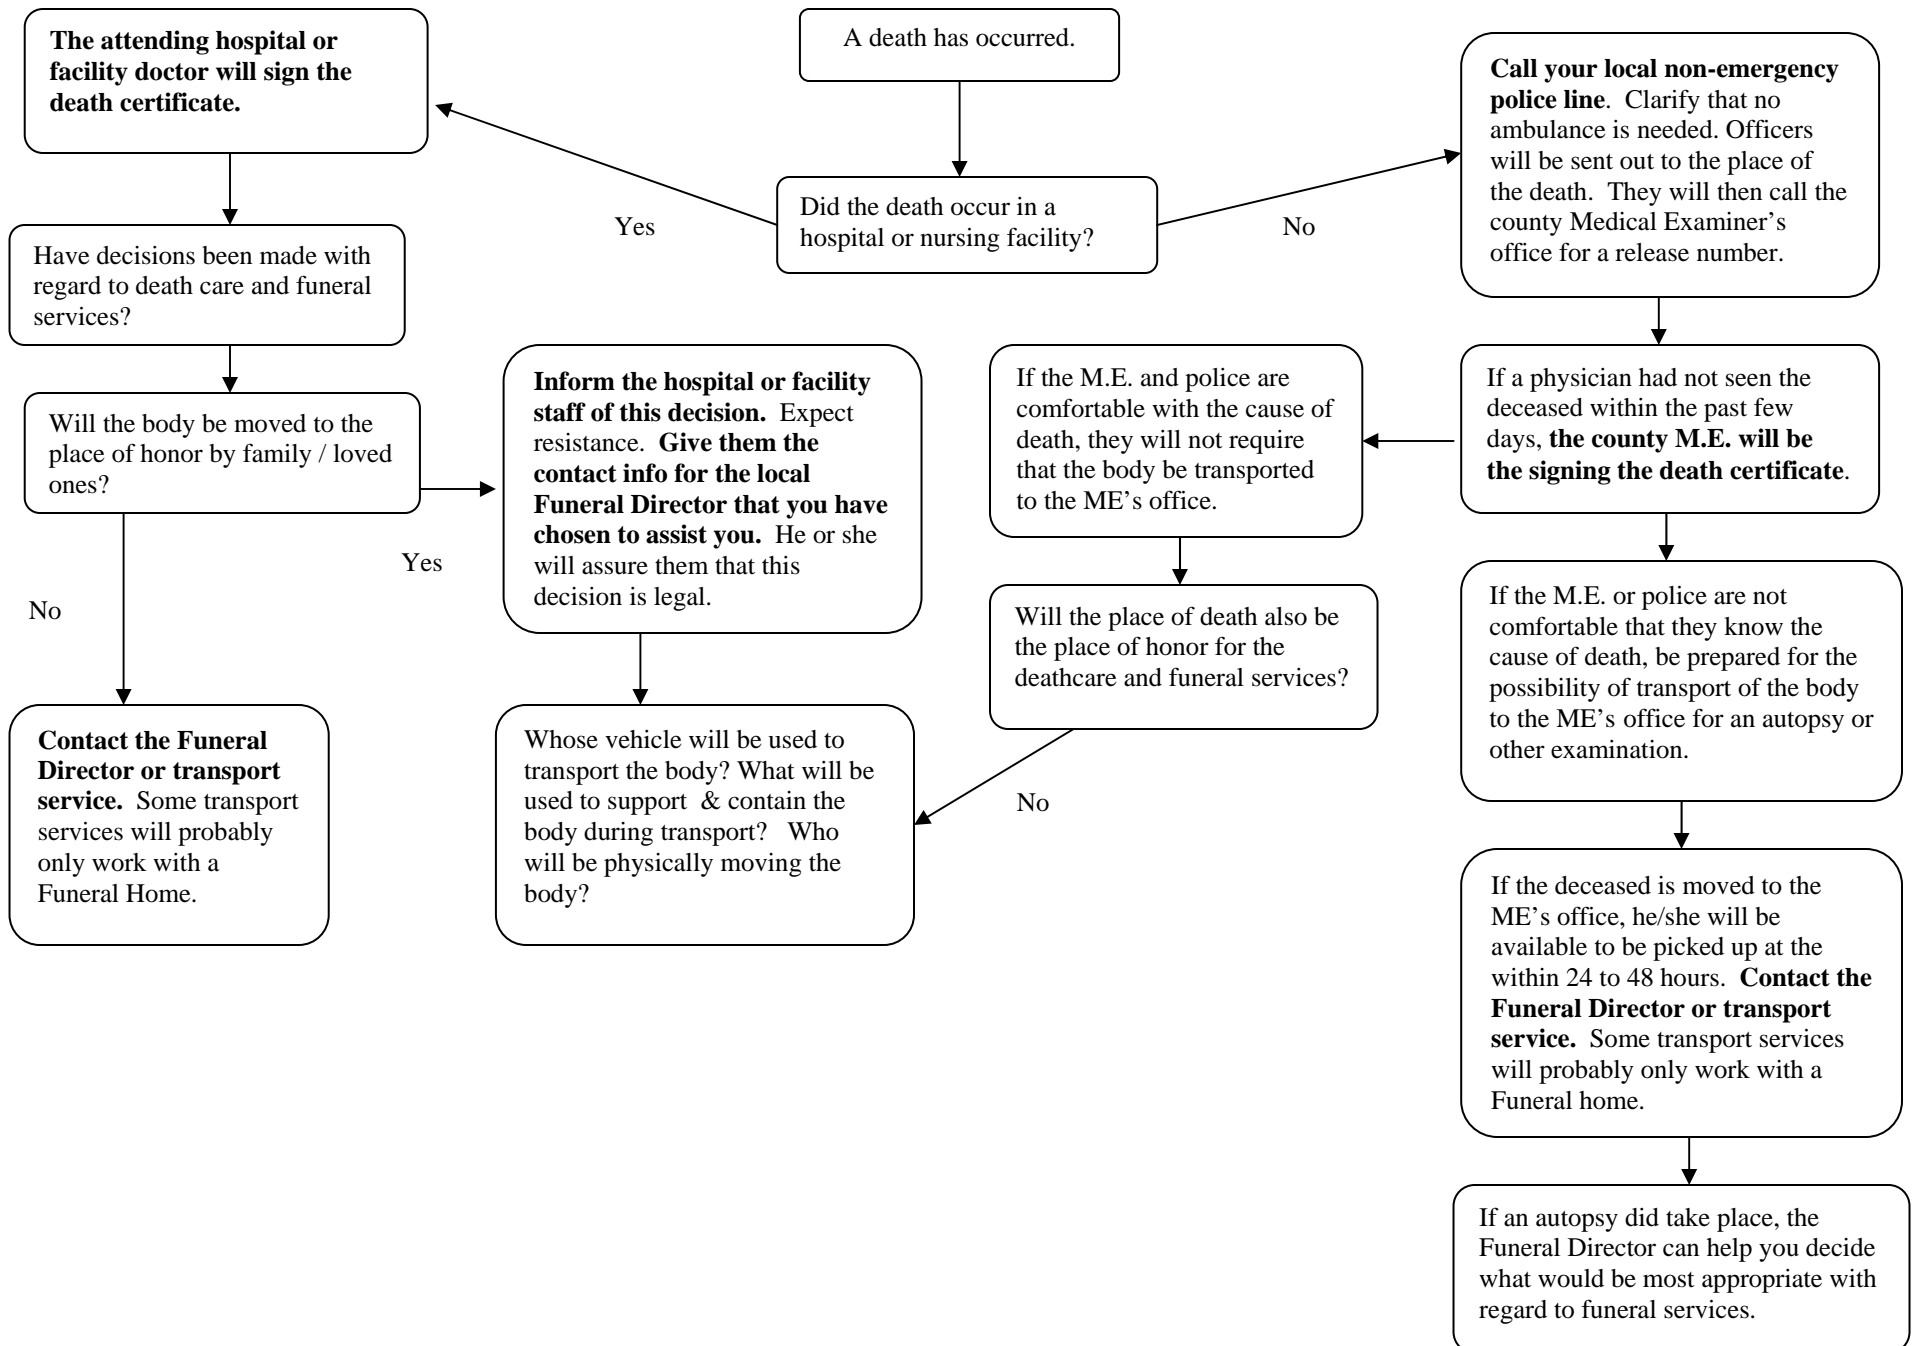 A death has occurred.
Did the death occur in a
hospital or nursing facility?
Yes
No
The attending hospital or
facility doctor will sign the
death certificate.
Have decisions been made with
regard to death care and funeral
services?
Will the body be moved to the
place of honor by family / loved
ones?
Yes
No
Contact the Funeral
Director or transport
service.  Some transport
services will probably
only work with a
Funeral Home.
Inform the hospital or facility
staff of this decision.  Expect
resistance.  Give them the
contact info for the local
Funeral Director that you have
chosen to assist you.  He or she
will assure them that this
decision is legal.
Whose vehicle will be used to
transport the body? What will be
used to support  & contain the
body during transport?   Who
will be physically moving the
body?
Call your local non-emergency
police line.  Clarify that no
ambulance is needed. Officers
will be sent out to the place of
the death.  They will then call the
county Medical Examiner’s
office for a release number.
If a physician had not seen the
deceased within the past few
days, the county M.E. will be
the signing the death certificate.
If the M.E. and police are
comfortable with the cause of
death, they will not require
that the body be transported
to the ME’s office.
Will the place of death also be
the place of honor for the
deathcare and funeral services?
No
If the M.E. or police are not
comfortable that they know the
cause of death, be prepared for the
possibility of transport of the body
to the ME’s office for an autopsy or
other examination.
If the deceased is moved to the
ME’s office, he/she will be
available to be picked up at the
within 24 to 48 hours.  Contact the
Funeral Director or transport
service.  Some transport services
will probably only work with a
Funeral home.
If an autopsy did take place, the
Funeral Director can help you decide
what would be most appropriate with
regard to funeral services.